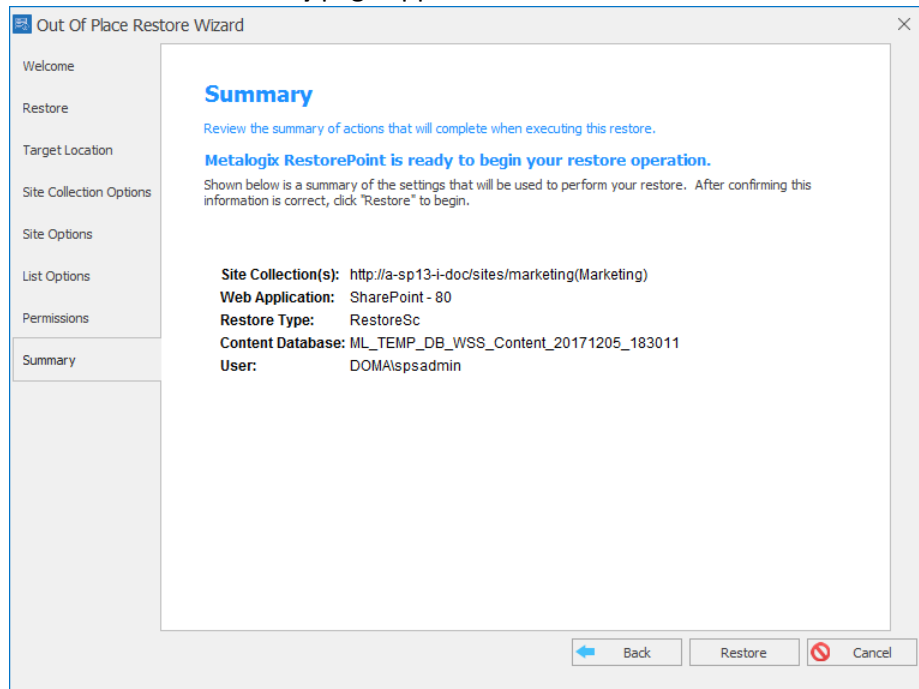 Out Of Place Restore Wizard
Welcome
Restore
Target Location
Site Collection Options
Site Options
List Options
Permissions
Summary
Summary
Review the summary of actions that will complete when executing this restore.
Metalogix RestorePoint is ready to begin your restore operation.
Shown below is a summary of the settings that will be used to perform your restore. After confirming this
information is correct, click "Restore" to begin.
Site Collection(s): http://a-sp13-i-doc/sites/marketing(Marketing)
Web Application: SharePoint - 80
Restore Type: RestoreSc
Content Database: ML_TEMP_DB_WSS_Content_20171205_183011
User: DOMA\spsadmin
Back Restore Cancel